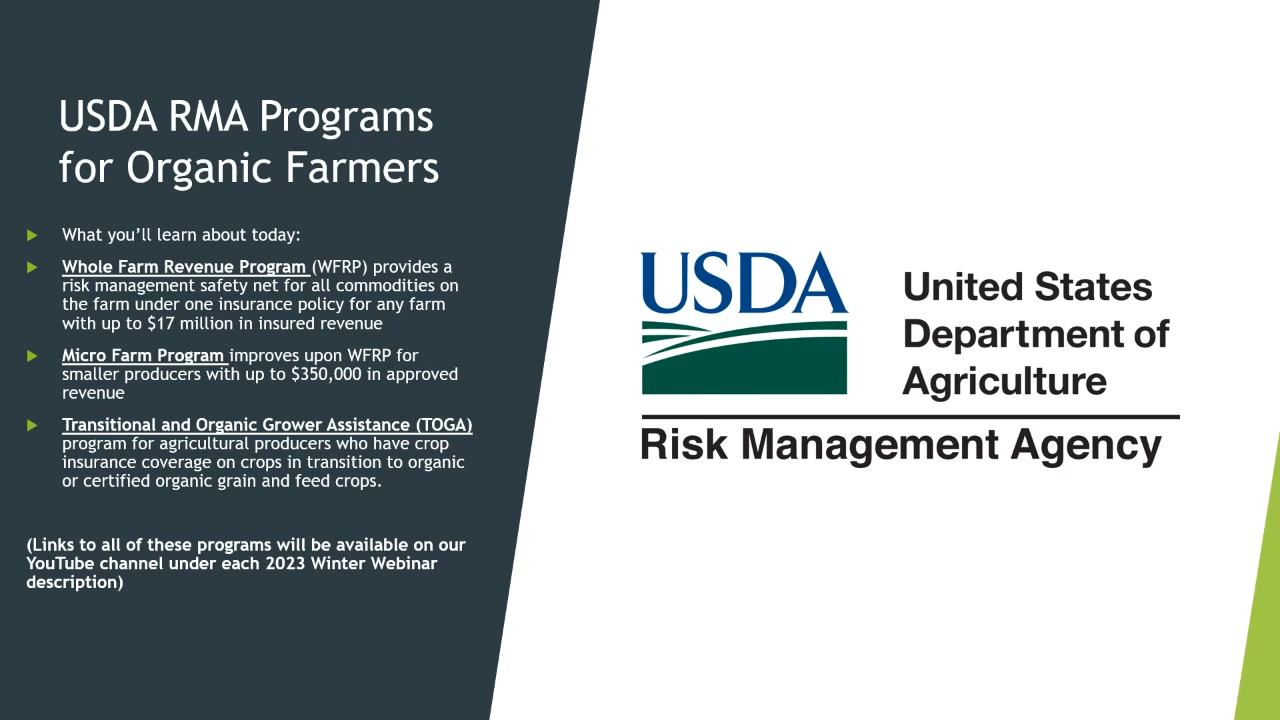 USDA RMA Programs
for Organic Farmers
What you’ll learn about today:
Whole Farm Revenue Program (WFRP) provides a
risk management safety net for all commodities on
the farm under one insurance policy for any farm
with up to $17 million in insured revenue
Micro Farm Program improves upon WFRP for
smaller producers with up to $350,000 in approved
revenue
Transitional and Organic Grower Assistance (TOGA)
program for agricultural producers who have crop
insurance coverage on crops in transition to organic
or certified organic grain and feed crops.
(Links to all of these programs will be available on our
YouTube channel under each 2023 Winter Webinar
description)
USDA
United States
Department of
Agriculture
Risk Management Agency